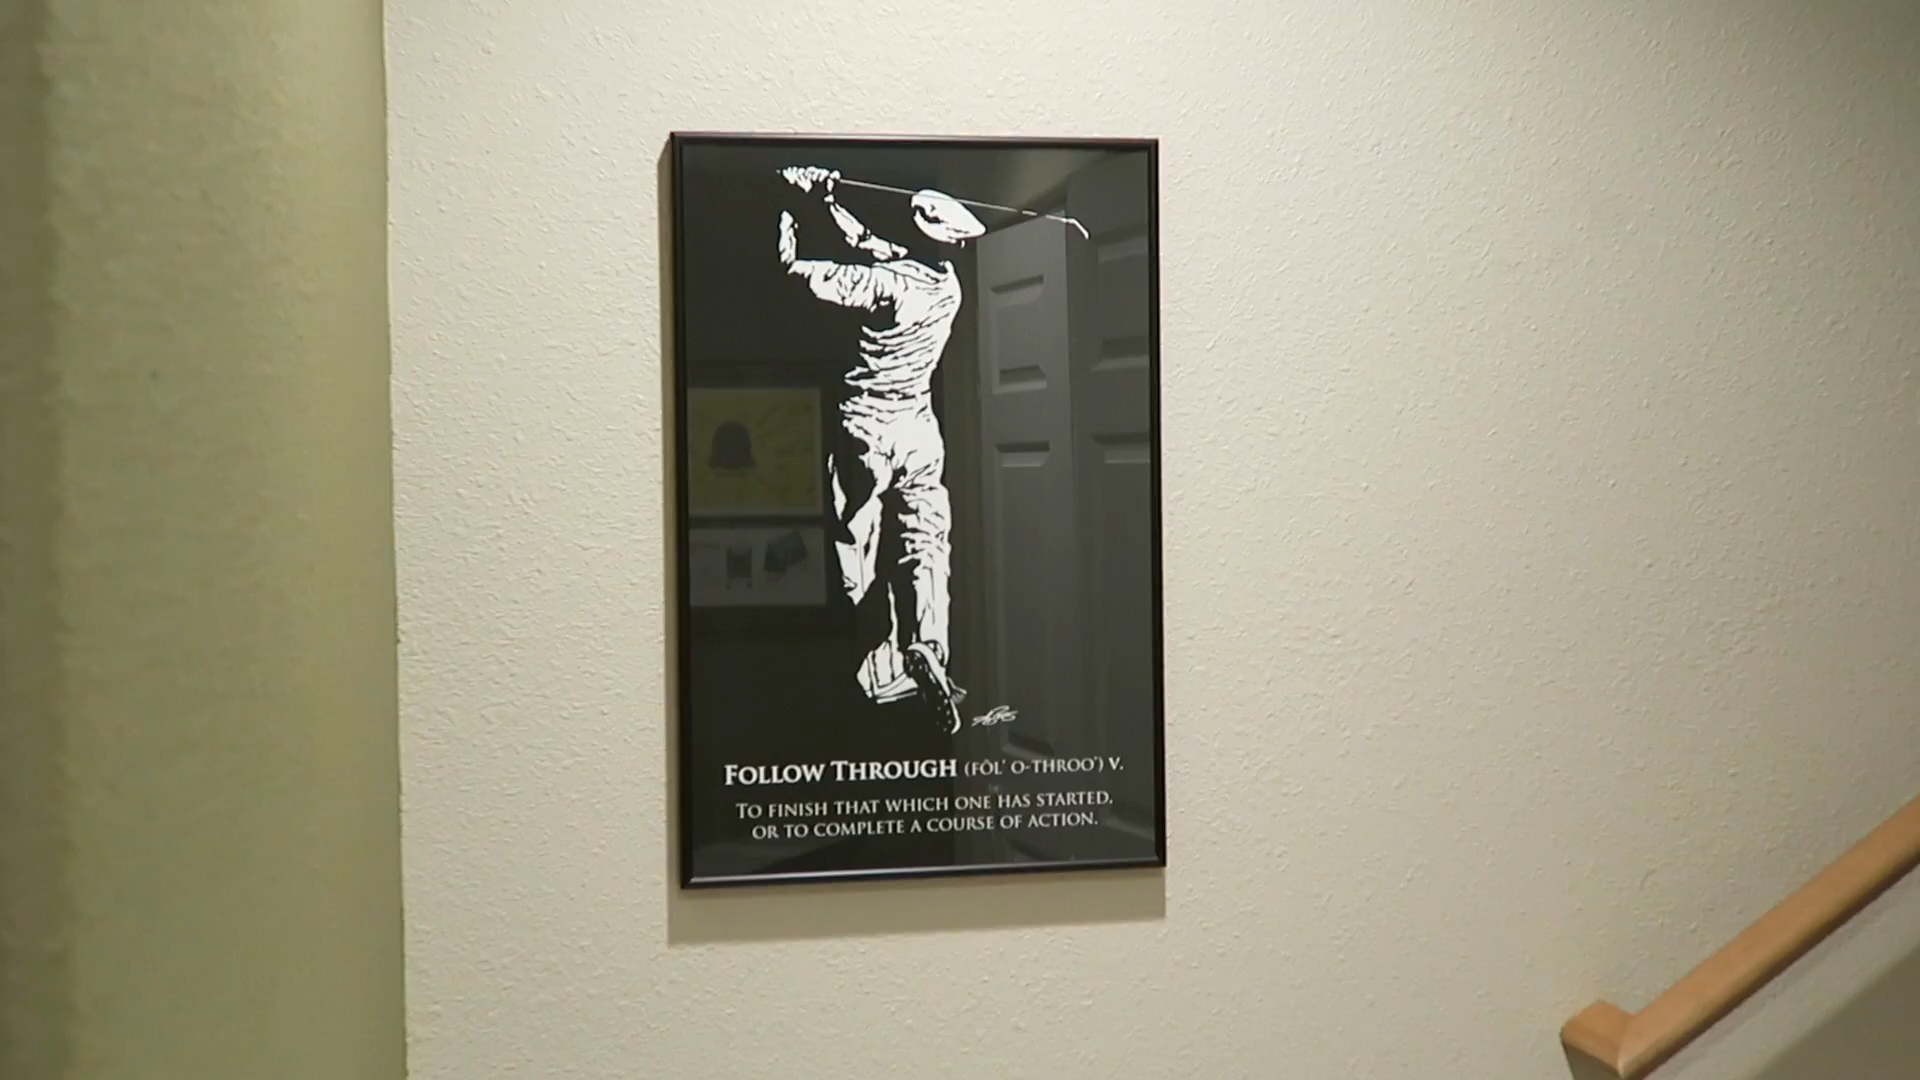 FOLLOW THROUGH (FÔL' O-THROO') V.
TO FINISH THAT WHICH ONE HAS STARTED.
OR TO COMPLETE A COURSE OF ACTION.